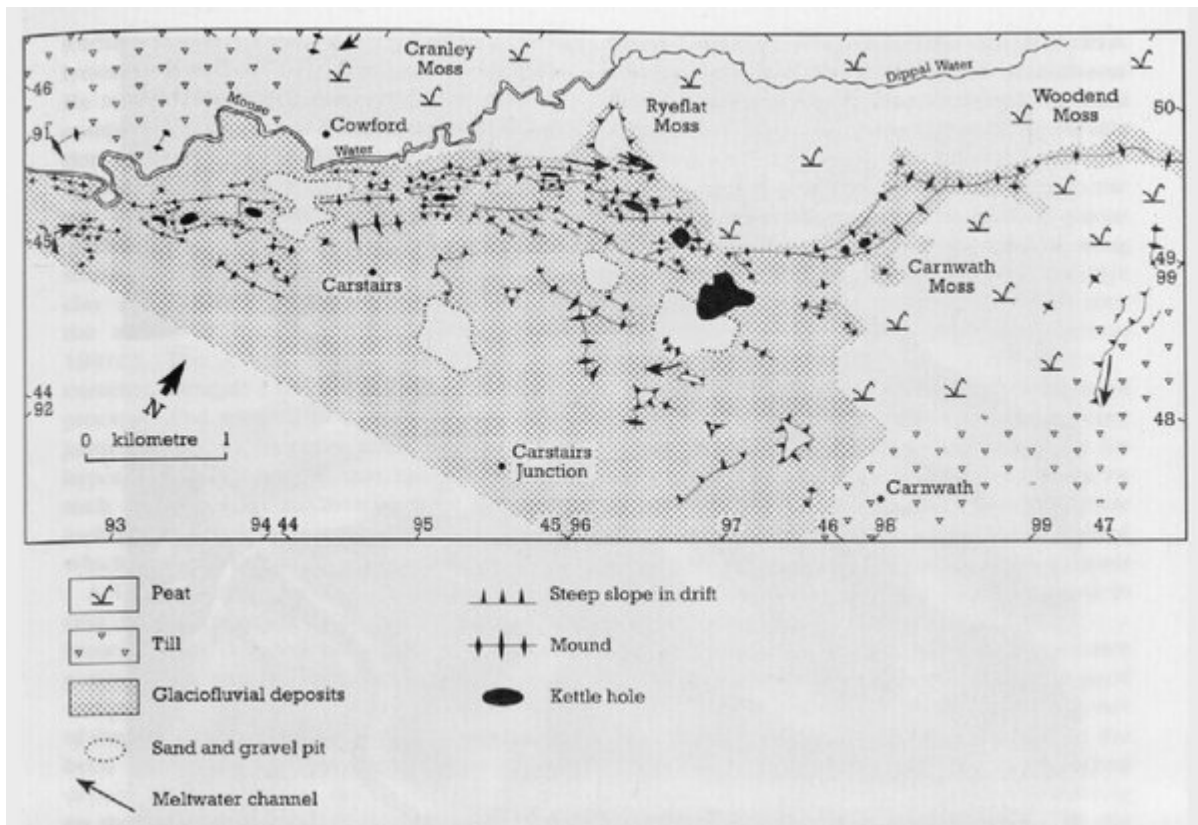 Cranley
Moss
Dippal Water
46
Mouse
Ryeflat
Moss
Woodend
Moss
50
91
Cowford
Water
45
Carstairs
Carnwath
Moss
49
99
44
92
N
0 kilometre 1
48
Carstairs
Junction
Carnwath
93 94 44 95 45 96 97 46 98 99 47
Peat
Steep slope in drift
Till
Mound
Glaciofluvial deposits
Kettle hole
Sand and gravel pit
Meltwater channel